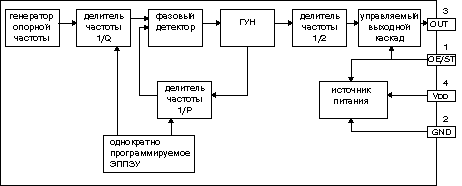 генератор
опорной
частоты
делитель
частоты
1/Q
фазовый
детектор
ГУН
делитель
частоты
1/2
управляемый
выходной
каскад
3
OUT
1
OE/ST
делитель
частоты
1/P
источник
питания
4
VDD
2
GND
однократно
программируемое
ЭППЗУ